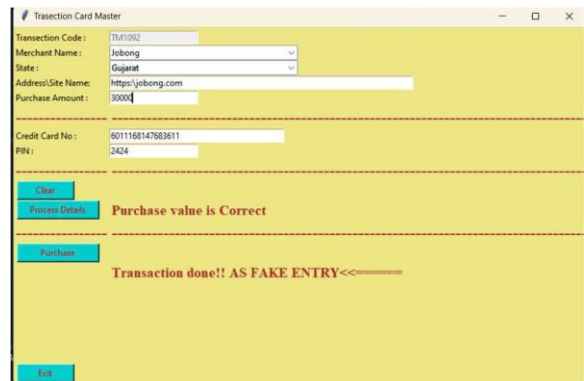 Trasection Card Master
Transection Code : TM1092
Merchant Name : Jobong
State : Gujarat
Address\Site Name: https:\jobong.com
Purchase Amount : 30000
Credit Card No : 6011168147683611
PIN : 2424
Clear
Process Details Purchase value is Correct
Purchase
Transaction done!! AS FAKE ENTRY<<======
Exit